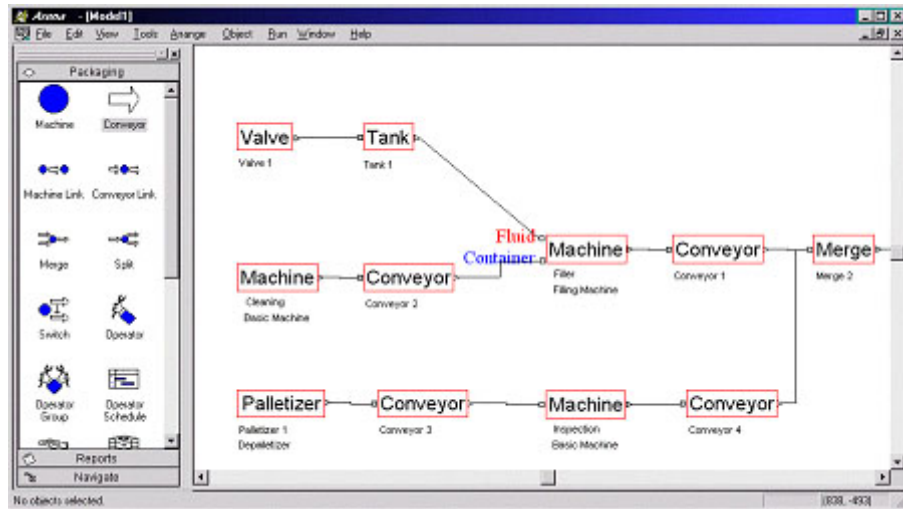 Arena - [Model1]
File Edit View Tools Arrange Object Run Window Help
Packaging
Machine Conveyor
Machine Link Conveyor Link
Merge Split
Switch Operator
Operator Group Operator Schedule
Reports
Navigate
Valve Tank
Valve 1 Tank 1
Fluid
Container
Machine Conveyor Merge
Filler Conveyor 1 Merge 2
Filling Machine
Machine Conveyor
Cleaning Conveyor 2
Basic Machine
Palletizer Conveyor Machine Conveyor
Palletizer 1 Conveyor 3 Inspection Conveyor 4
Depalletizer Basic Machine
No objects selected.
(838, -493)